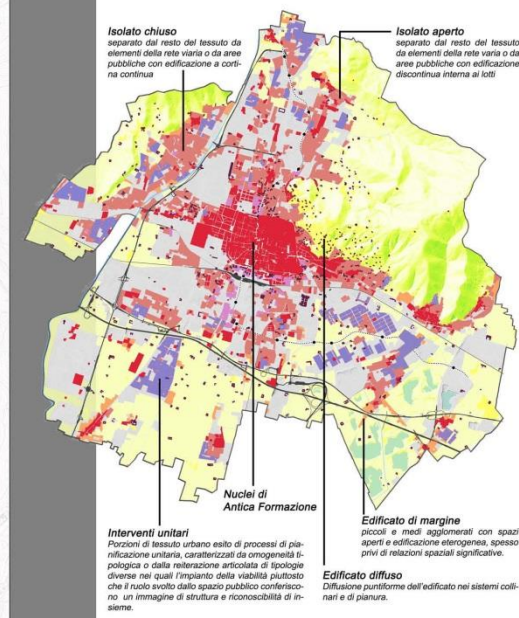 Isolato chiuso
separato dal resto del tessuto da
elementi della rete viaria o da aree
pubbliche con edificazione a corti-
na continua
Isolato aperto
separato dal resto del tessuto
da elementi della rete viaria o da
aree pubbliche con edificazione
discontinua interna ai lotti
Nuclei di
Antica Formazione
Interventi unitari
Porzioni di tessuto urbano esito di processi di pia-
nificazione unitaria, caratterizzati da omogeneità ti-
pologica o dalla reiterazione articolata di tipologie
diverse nei quali l'impianto della viabilità piuttosto
che il ruolo svolto dallo spazio pubblico conferisco-
no un immagine di struttura e riconoscibilità di in-
sieme.
Edificato di margine
piccoli e medi agglomerati con spazi
aperti e edificazione eterogenea, spesso
privi di relazioni spaziali significative.
Edificato diffuso
Diffusione puntiforme dell'edificato nei sistemi colli-
nari e di pianura.